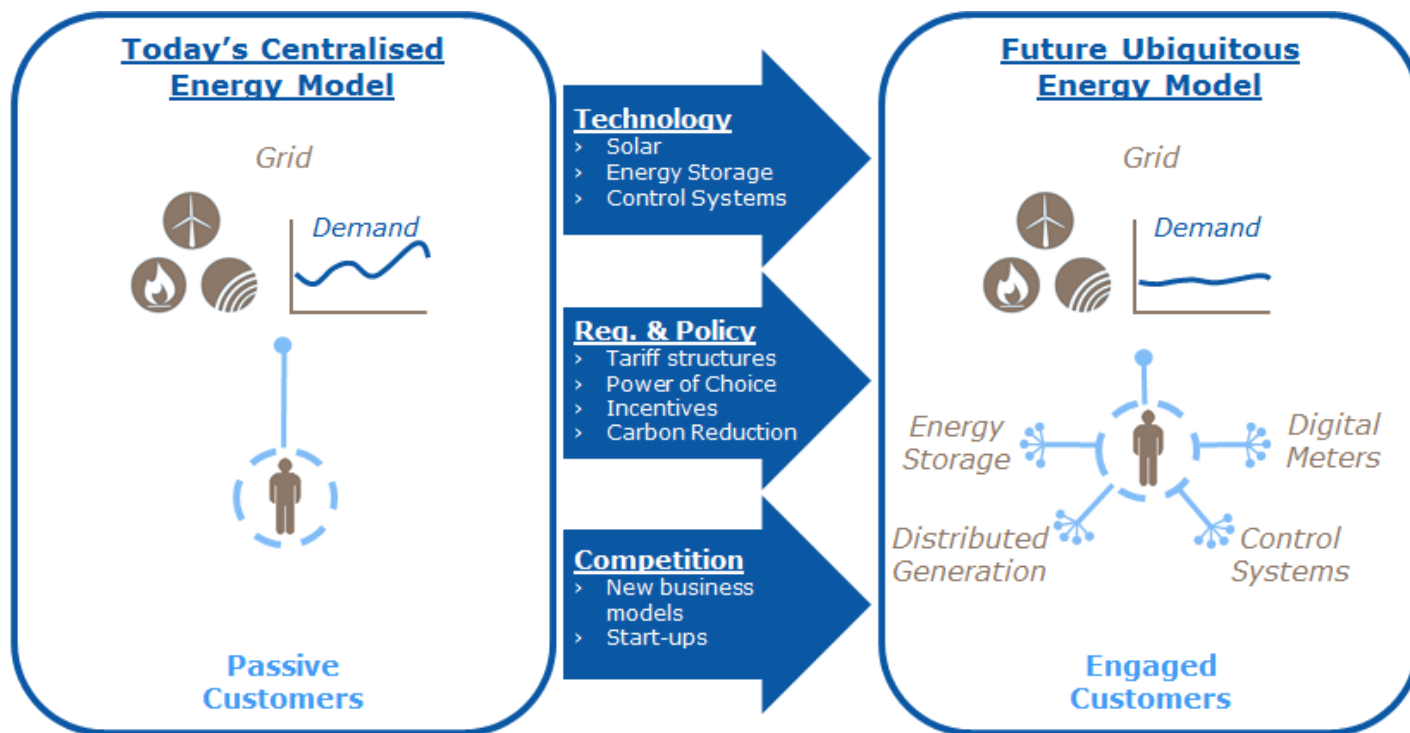 Today's Centralised
Energy Model
Grid
Demand
Passive
Customers
Technology
› Solar
› Energy Storage
› Control Systems
Reg. & Policy
› Tariff structures
› Power of Choice
› Incentives
› Carbon Reduction
Competition
› New business
models
› Start-ups
Future Ubiquitous
Energy Model
Grid
Demand
Energy
Storage
Digital
Meters
Distributed
Generation
Control
Systems
Engaged
Customers